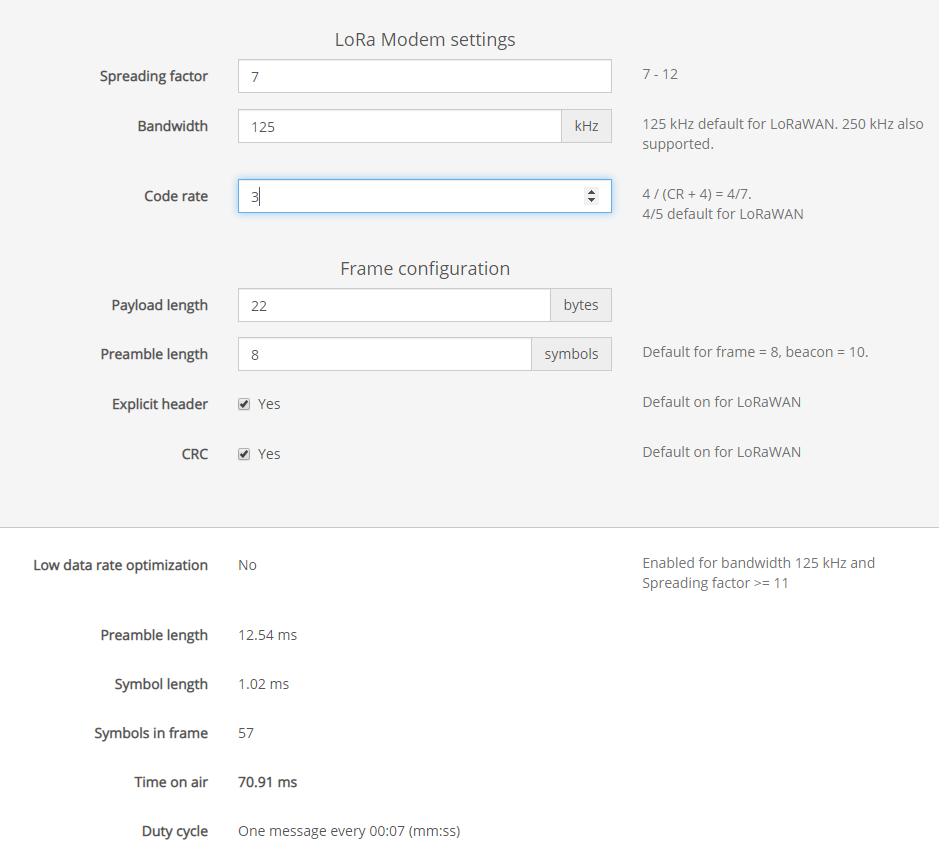 LoRa Modem settings
Spreading factor 7 7 - 12
Bandwidth 125 kHz 125 kHz default for LoRaWAN. 250 kHz also
supported.
Code rate 3 4 / (CR + 4) = 4/7.
4/5 default for LoRaWAN
Frame configuration
Payload length 22 bytes
Preamble length 8 symbols Default for frame = 8, beacon = 10.
Explicit header Yes Default on for LoRaWAN
CRC Yes Default on for LoRaWAN
Low data rate optimization No Enabled for bandwidth 125 kHz and
Spreading factor >= 11
Preamble length 12.54 ms
Symbol length 1.02 ms
Symbols in frame 57
Time on air 70.91 ms
Duty cycle One message every 00:07 (mm:ss)